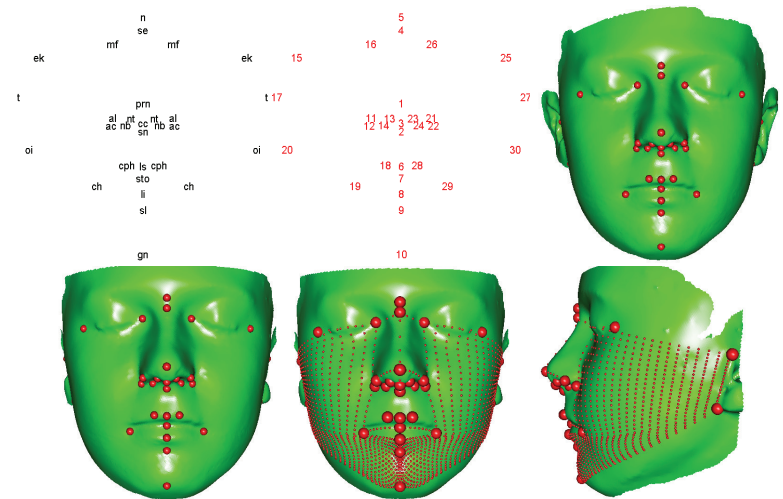 n
se
mf mf
ek ek
t t
prn
al nt nt al
ac nb cc nb ac
sn
oi oi
cph ls cph
sto
ch ch
li
sl
gn
5
4
16 26
15 25
17 27
1
11 13 23 21
12 14 3 24 22
2
20 30
18 6 28
7
19 29
8
9
10